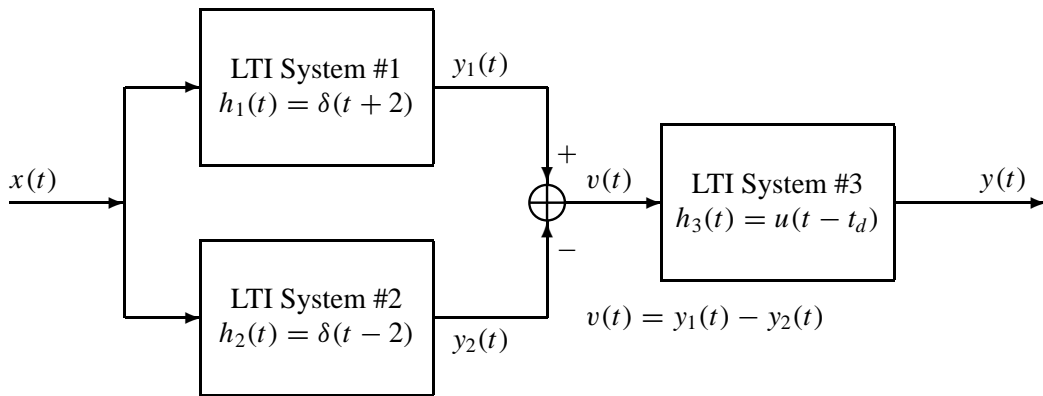 LTI System #1
h₁(t) = δ(t + 2)
y₁(t)
x(t)
+
−
v(t)
LTI System #3
h₃(t) = u(t − t_d)
y(t)
LTI System #2
h₂(t) = δ(t − 2)
y₂(t)
v(t) = y₁(t) − y₂(t)